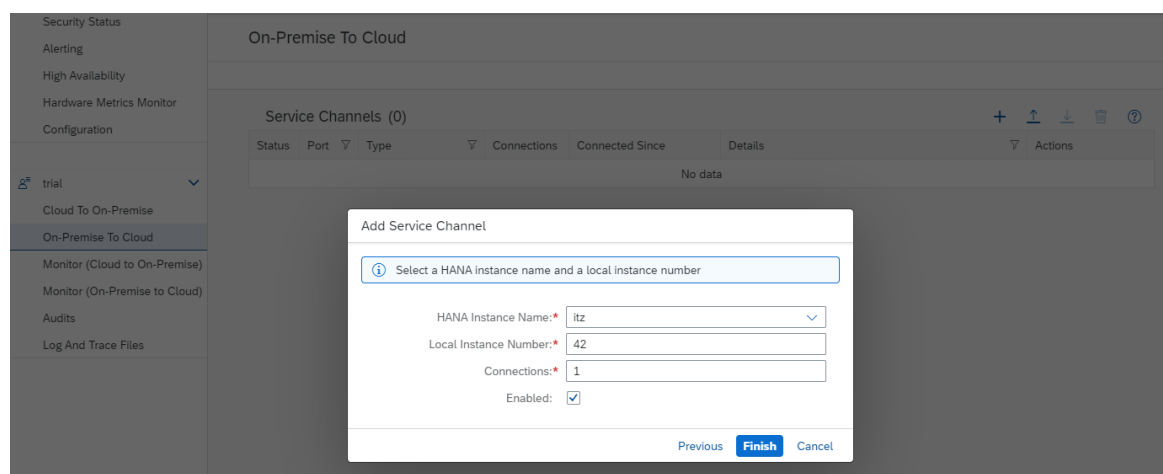 Security Status
Alerting
High Availability
Hardware Metrics Monitor
Configuration
trial
Cloud To On-Premise
On-Premise To Cloud
Monitor (Cloud to On-Premise)
Monitor (On-Premise to Cloud)
Audits
Log And Trace Files
On-Premise To Cloud
Service Channels (0)
Status Port Type Connections Connected Since Details Actions
No data
Add Service Channel
Select a HANA instance name and a local instance number
HANA Instance Name:* itz
Local Instance Number:* 42
Connections:* 1
Enabled:
Previous Finish Cancel